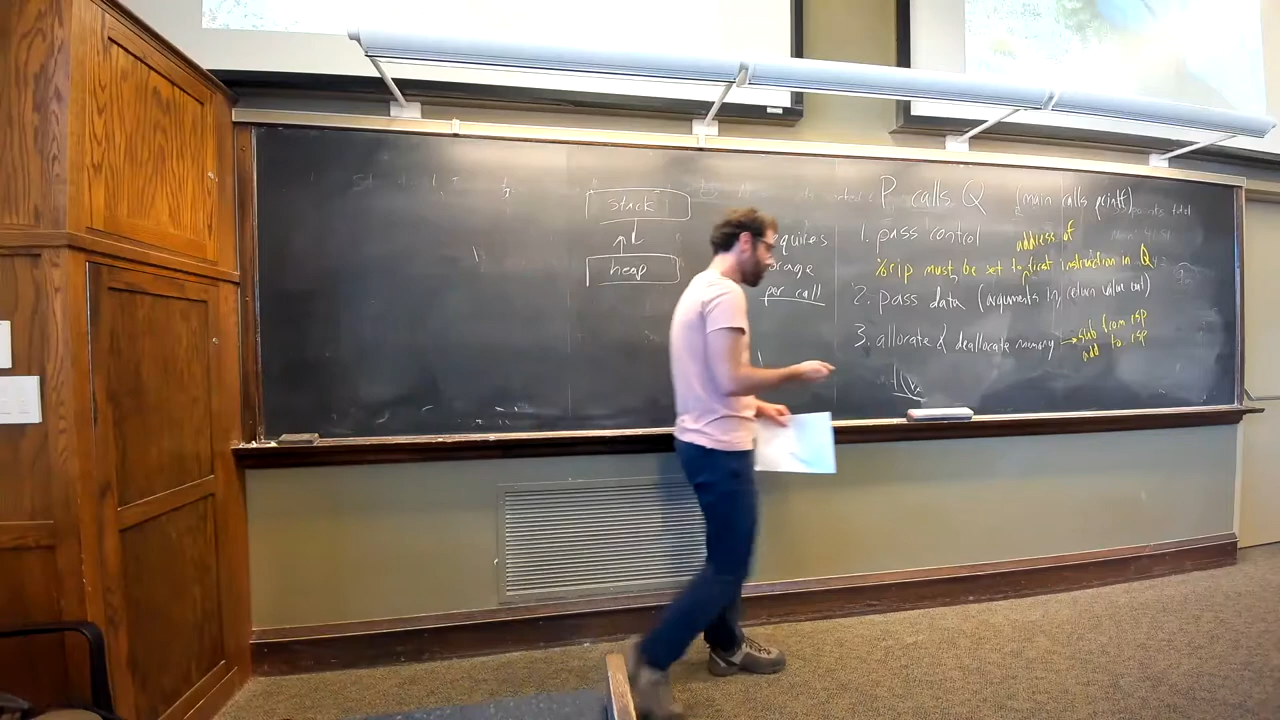 stack
heap
per call
P calls Q (main calls printf)
1. pass control
address of
%rip must be set to first instruction in Q
2. pass data (arguments in, return value out)
3. allocate & deallocate memory → sub from rsp
add to rsp